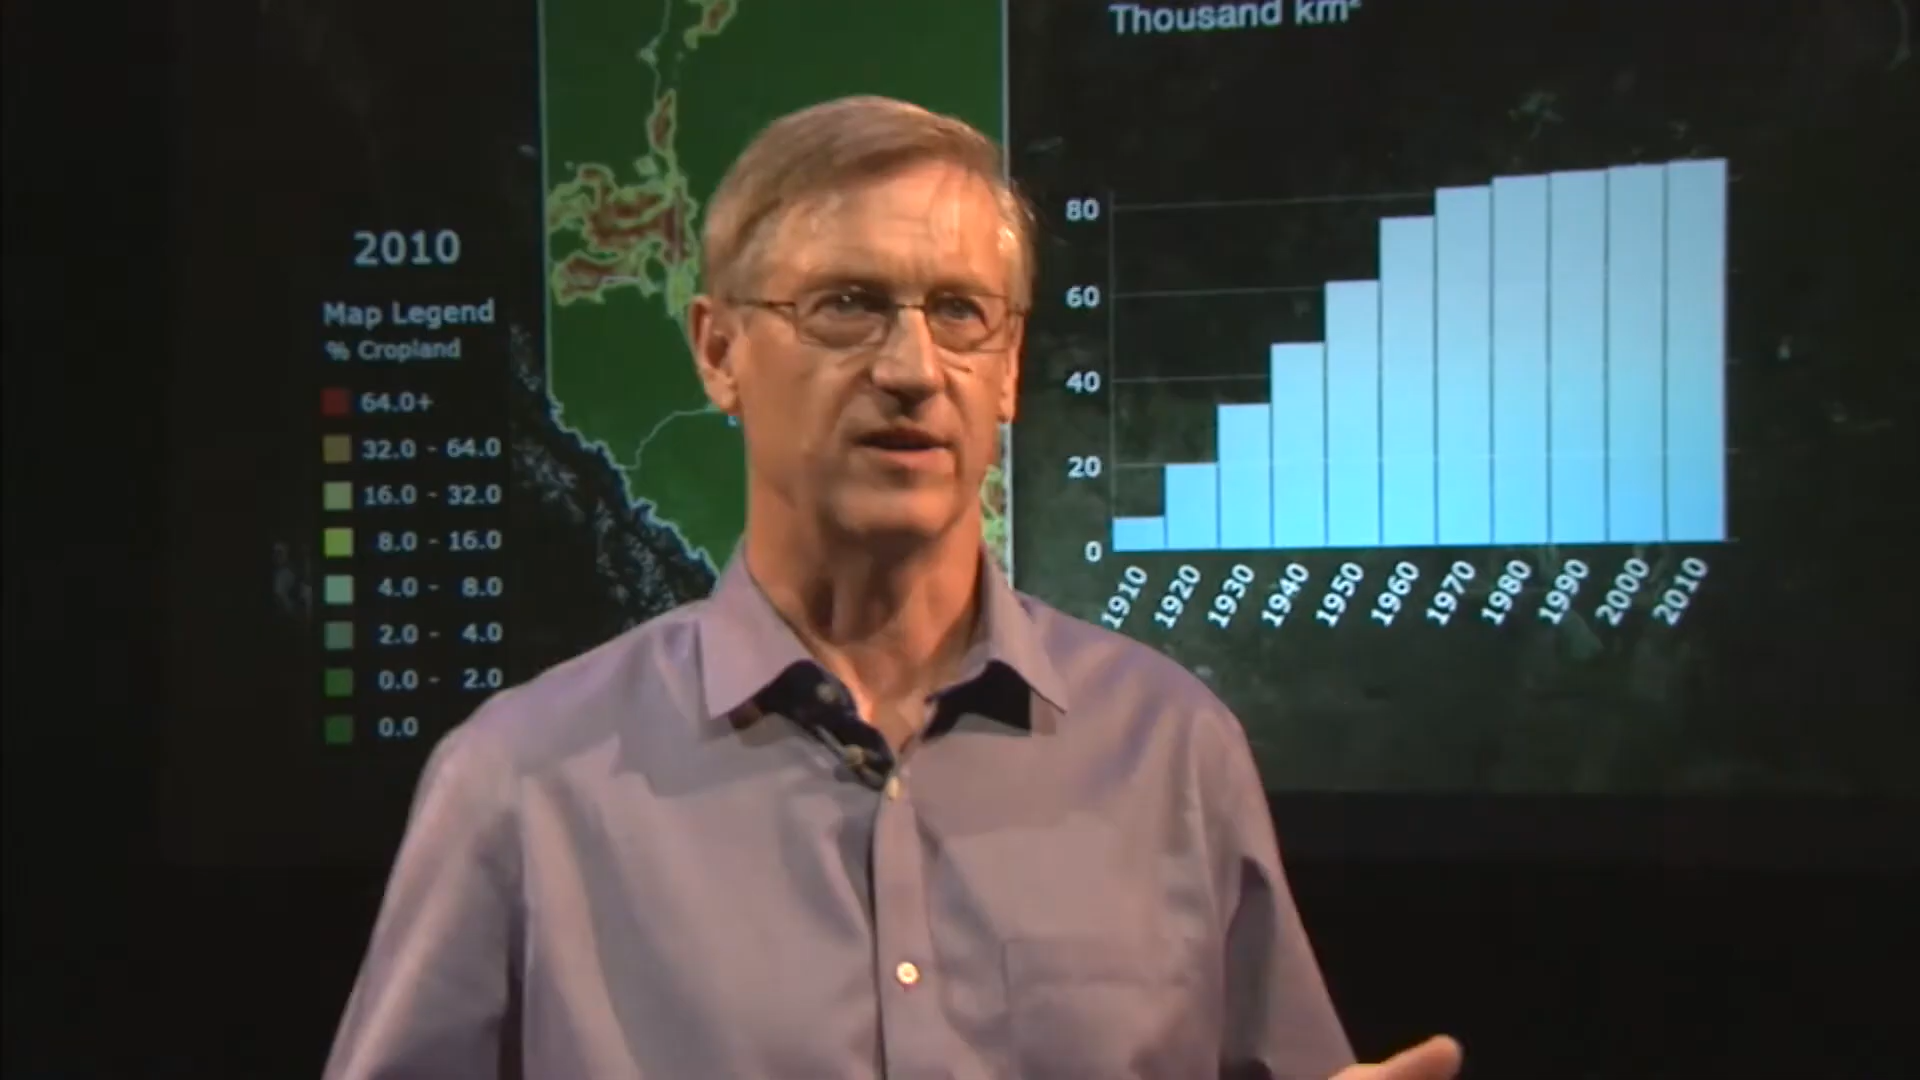 Thousand km²
2010
Map Legend
% Cropland
64.0+
32.0 - 64.0
16.0 - 32.0
8.0 - 16.0
4.0 - 8.0
2.0 - 4.0
0.0 - 2.0
0.0
80
60
40
20
0
1910 1920 1930 1940 1950 1960 1970 1980 1990 2000 2010